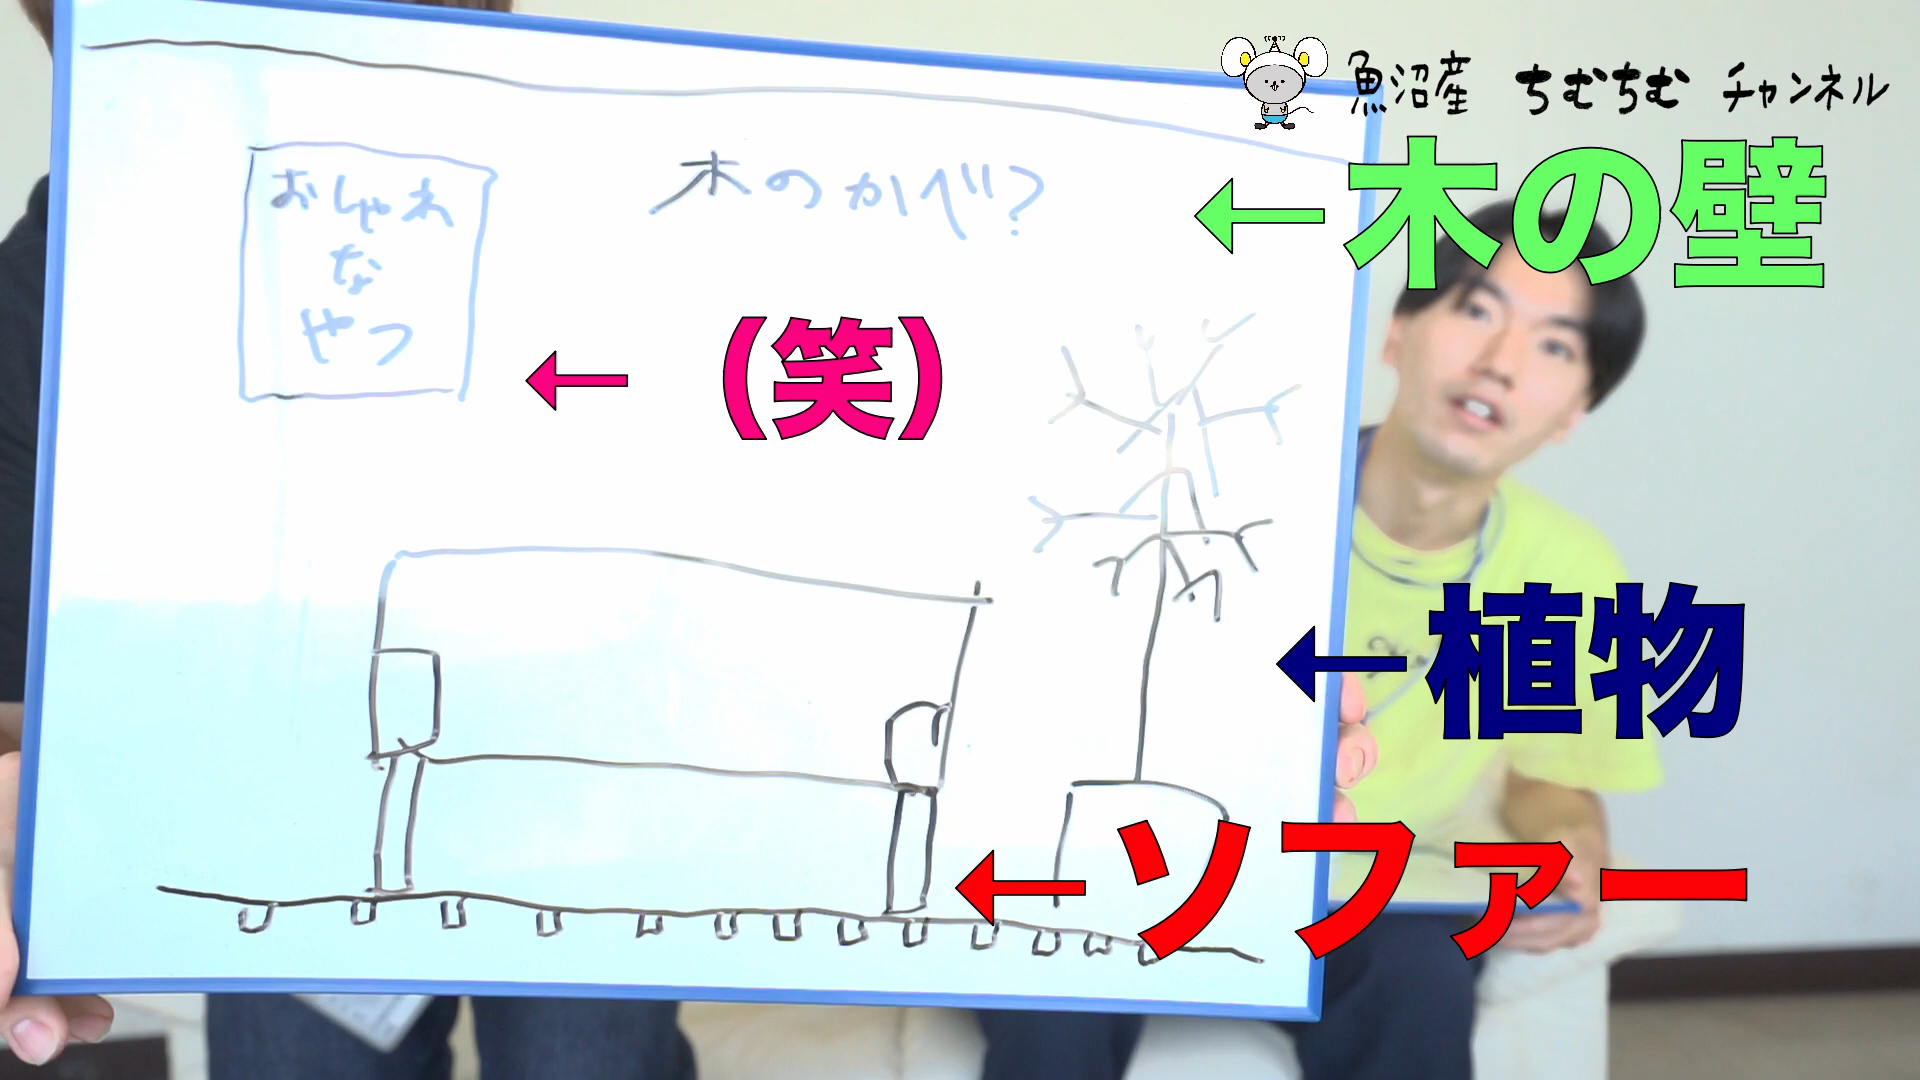 魚沼産 ちむちむ チャンネル
木のかべ?
←木の壁
おしゃれ
な
やつ
←（笑）
←植物
←ソファー